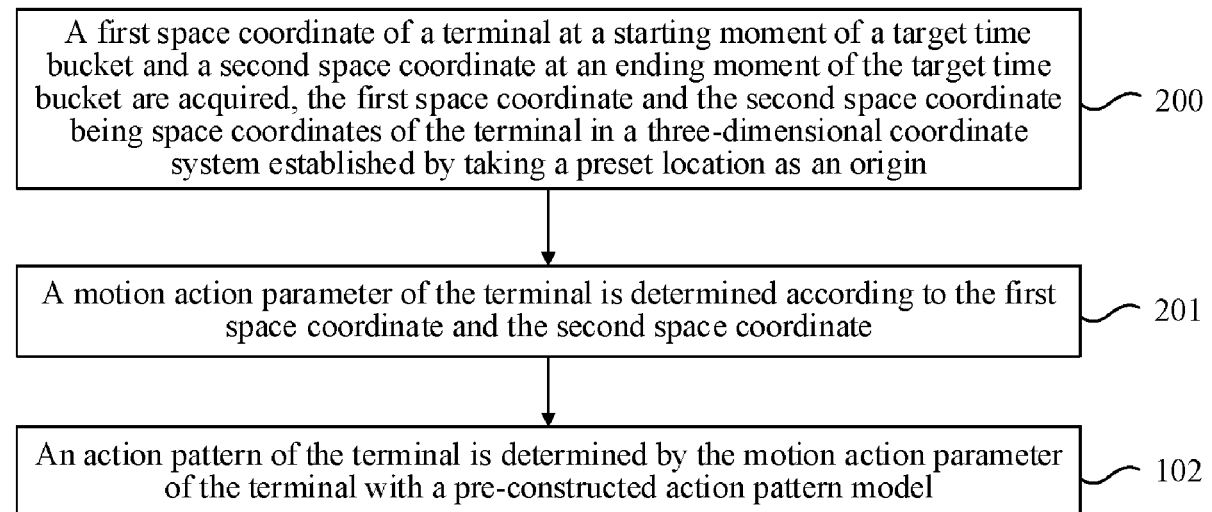 A first space coordinate of a terminal at a starting moment of a target time
bucket and a second space coordinate at an ending moment of the target time
bucket are acquired, the first space coordinate and the second space coordinate
being space coordinates of the terminal in a three-dimensional coordinate
system established by taking a preset location as an origin
200
A motion action parameter of the terminal is determined according to the first
space coordinate and the second space coordinate
201
An action pattern of the terminal is determined by the motion action parameter
of the terminal with a pre-constructed action pattern model
102